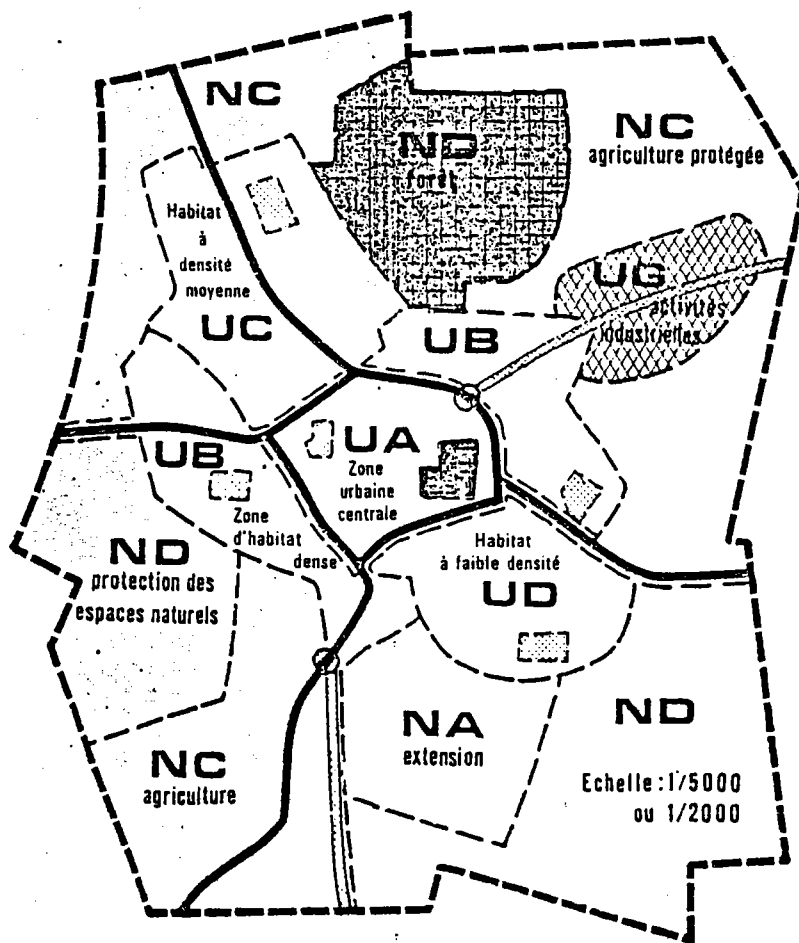 NC
ND
forêt
NC
agriculture protégée
Habitat
à
densité
moyenne
UC
UG
activités
industrielles
UB
UB
Zone
d'habitat
dense
UA
Zone
urbaine
centrale
ND
protection des
espaces naturels
Habitat
à faible densité
UD
NC
agriculture
NA
extension
ND
Echelle : 1/5000
ou 1/2000